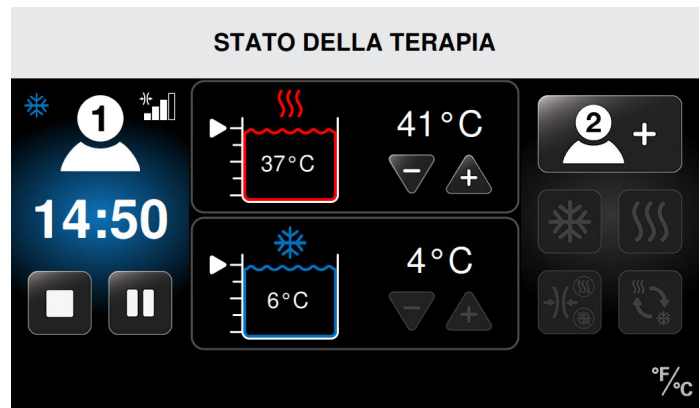 STATO DELLA TERAPIA
1
14:50
37°C
41°C
6°C
4°C
2 +
°F/°C